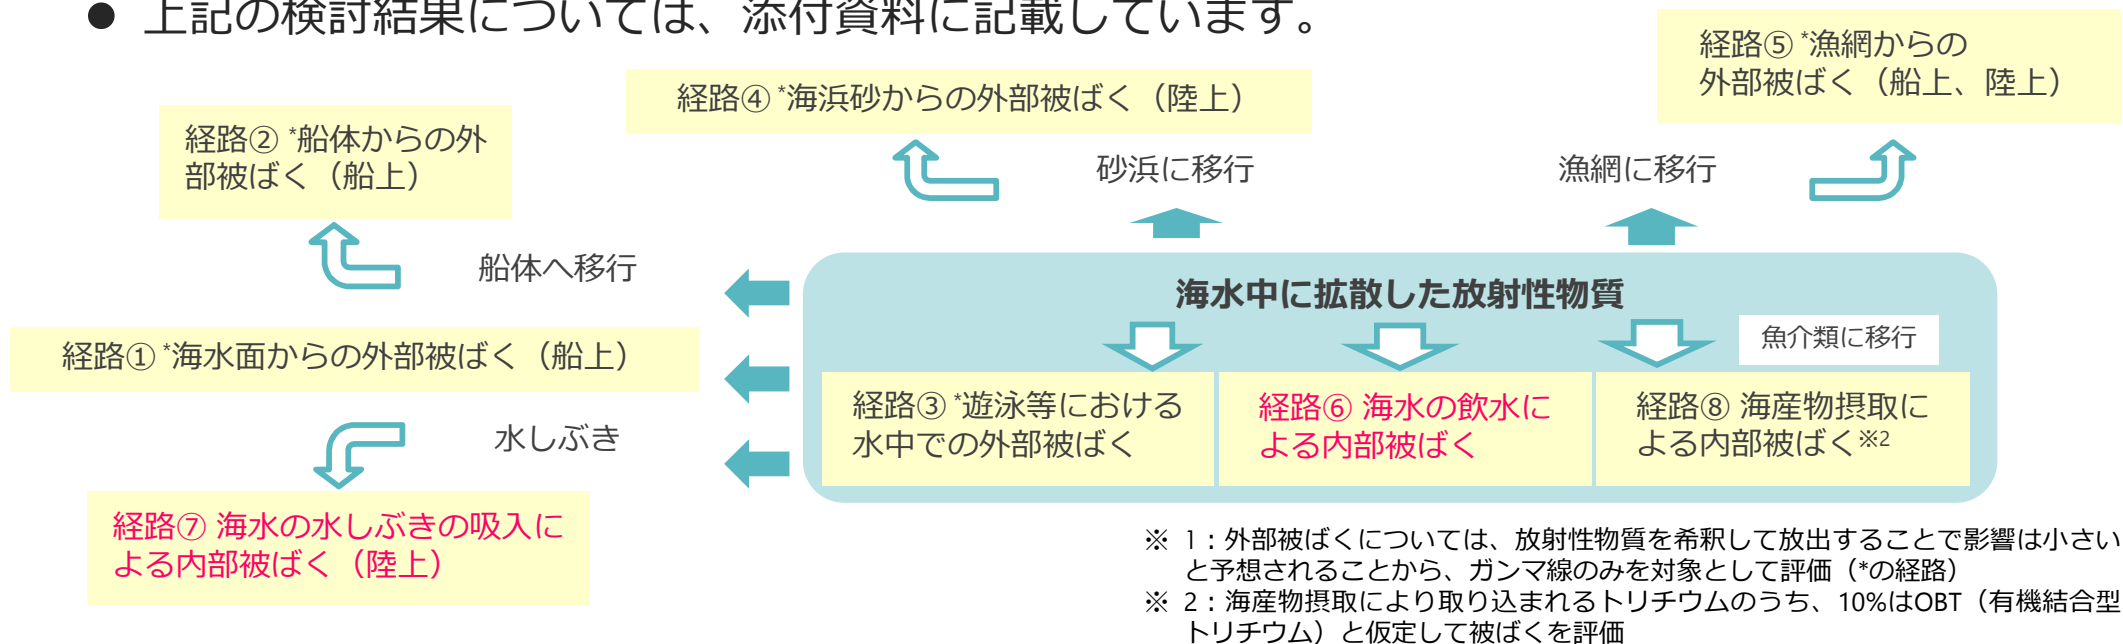 ● 上記の検討結果については、添付資料に記載しています。
経路⑤ *漁網からの
外部被ばく（船上、陸上）
経路④ *海浜砂からの外部被ばく（陸上）
経路② *船体からの外
部被ばく（船上）
砂浜に移行
漁網に移行
船体へ移行
海水中に拡散した放射性物質
魚介類に移行
経路① *海水面からの外部被ばく（船上）
経路③ *遊泳等における
水中での外部被ばく
経路⑥ 海水の飲水に
よる内部被ばく
経路⑧ 海産物摂取に
よる内部被ばく※2
水しぶき
経路⑦ 海水の水しぶきの吸入に
よる内部被ばく（陸上）
※ 1：外部被ばくについては、放射性物質を希釈して放出することで影響は小さい
と予想されることから、ガンマ線のみを対象として評価（*の経路）
※ 2：海産物摂取により取り込まれるトリチウムのうち、10%はOBT（有機結合型
トリチウム）と仮定して被ばくを評価